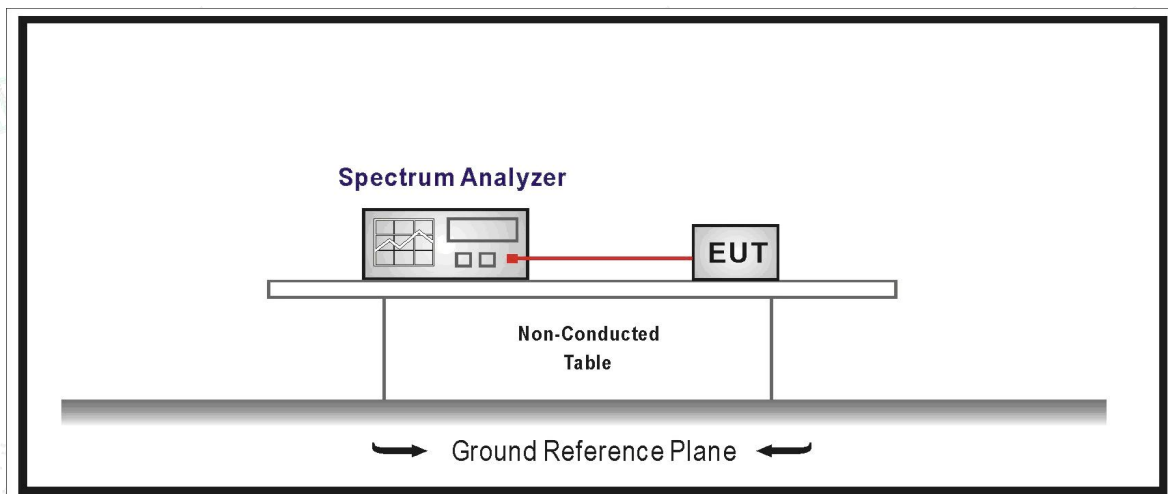 Spectrum Analyzer
EUT
Non-Conducted
Table
Ground Reference Plane